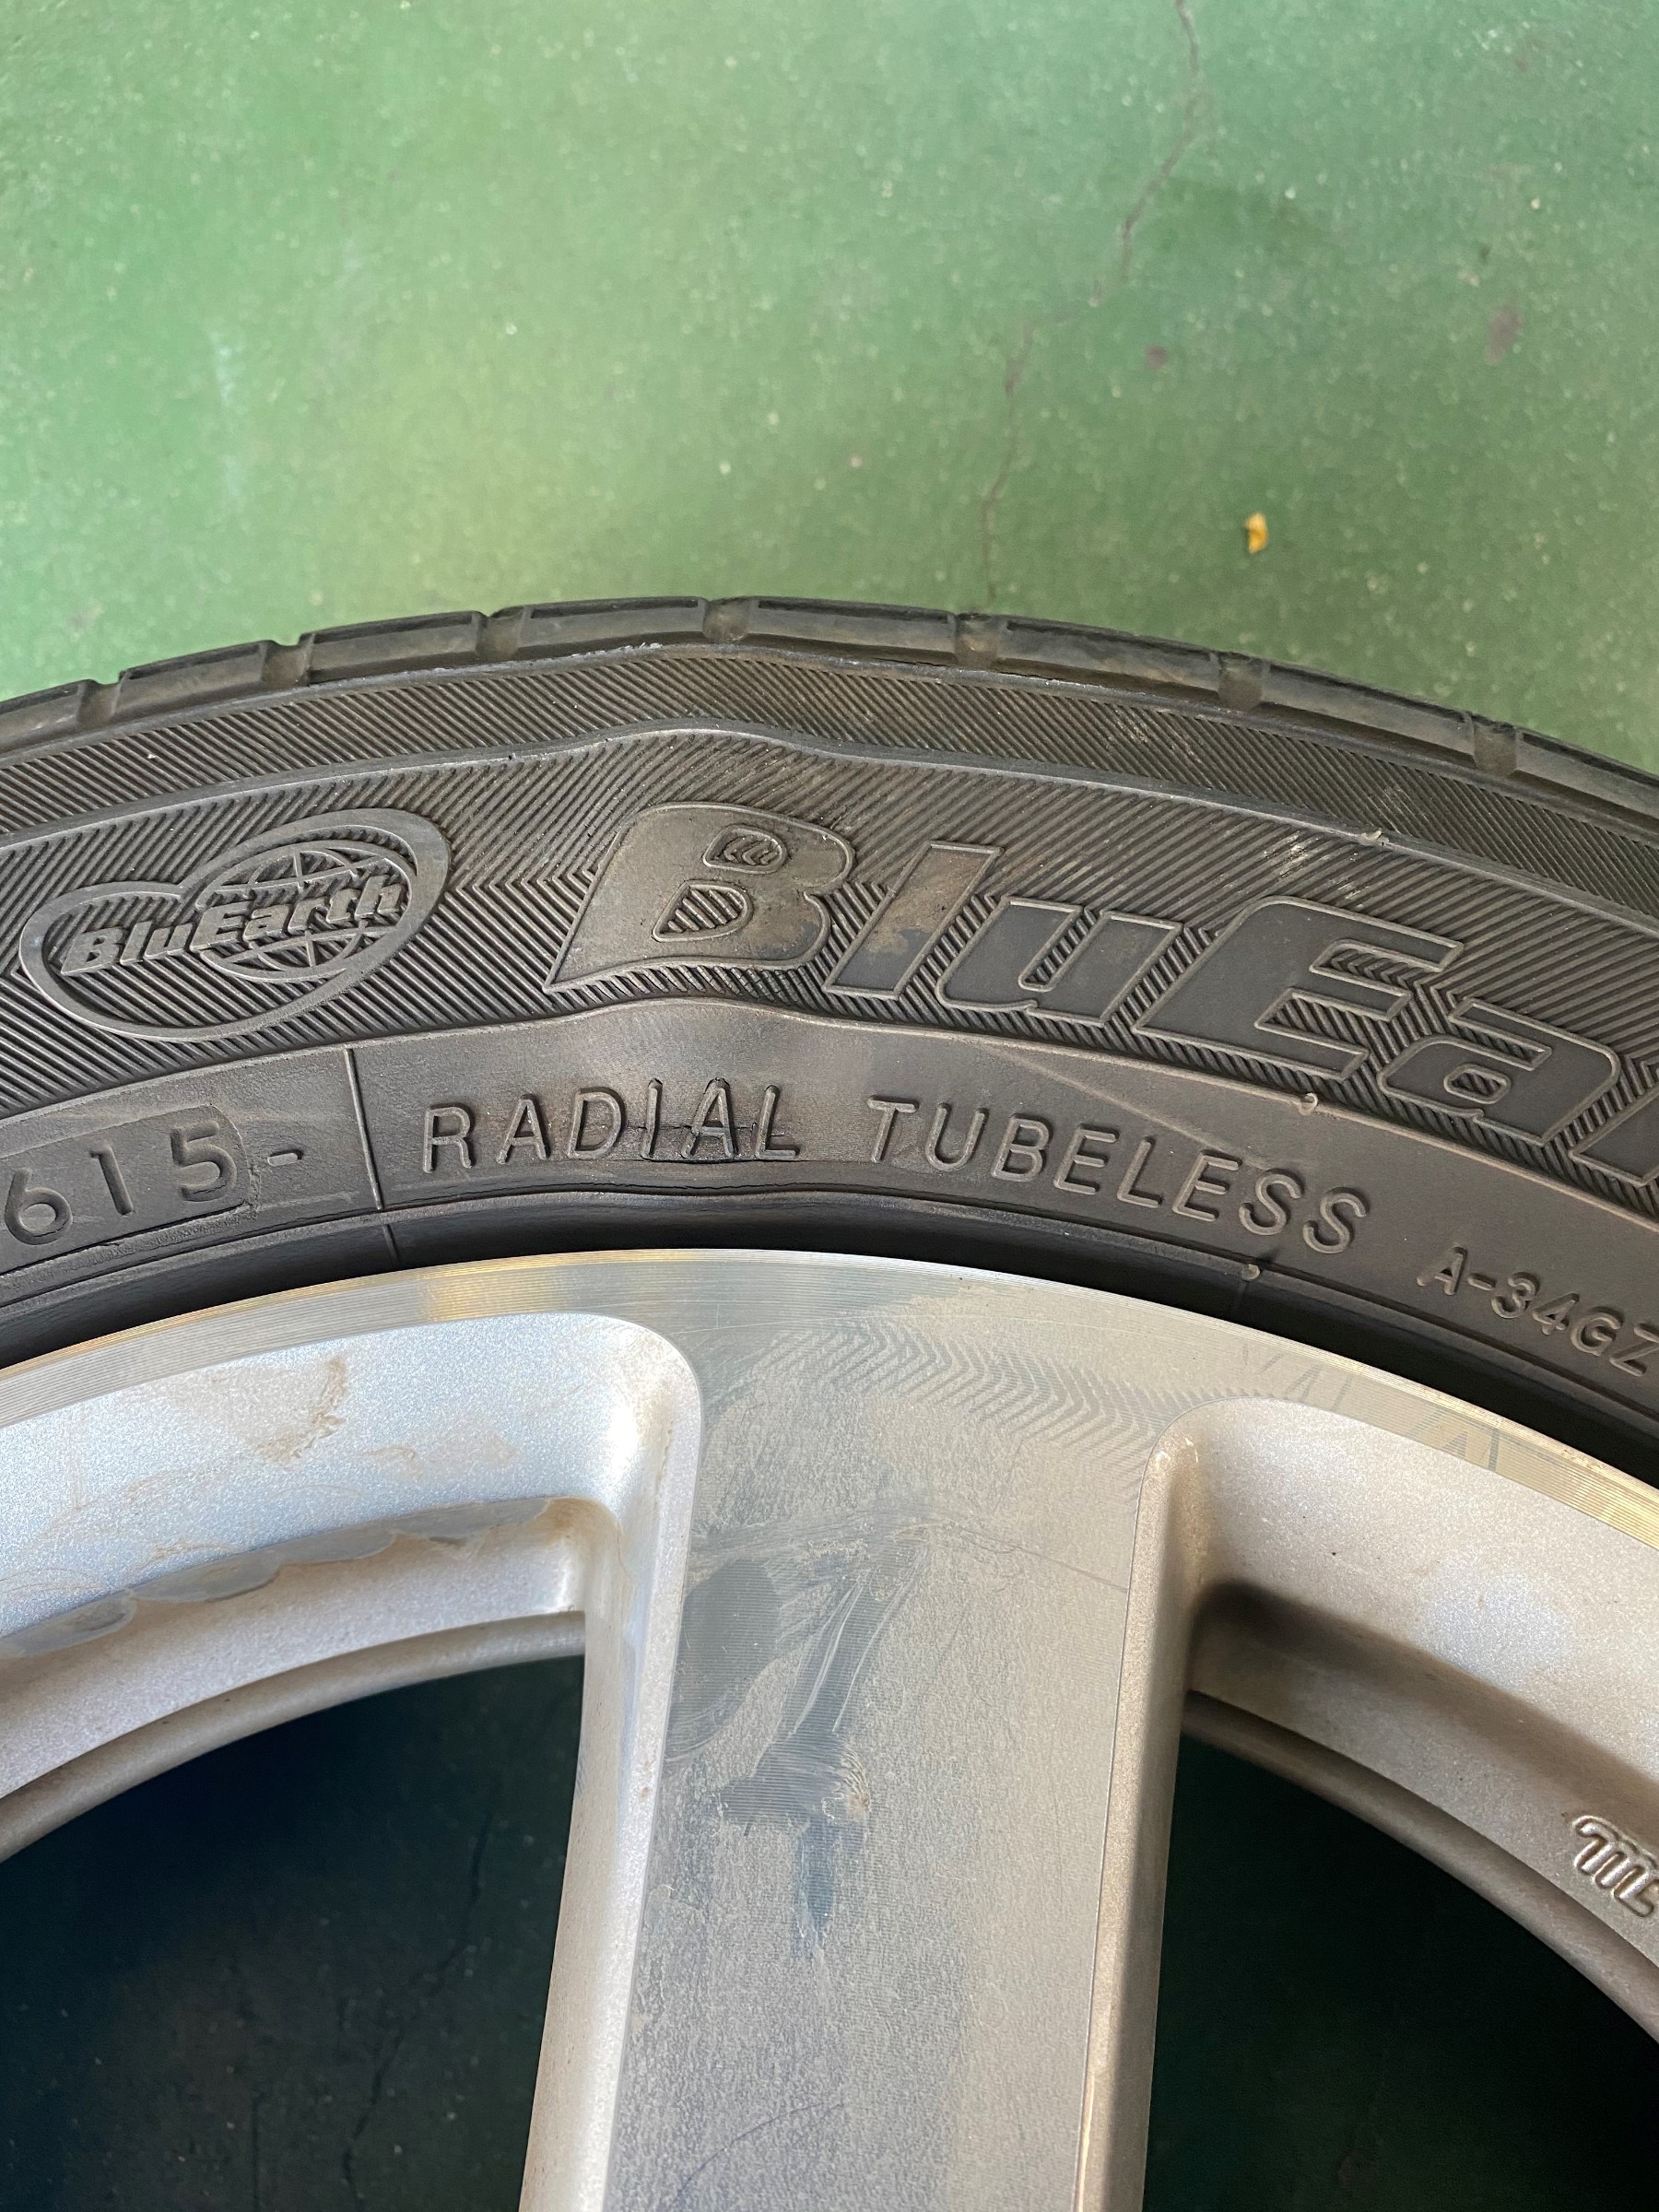 BluEarth
BluEa
615- RADIAL TUBELESS A-34GZ